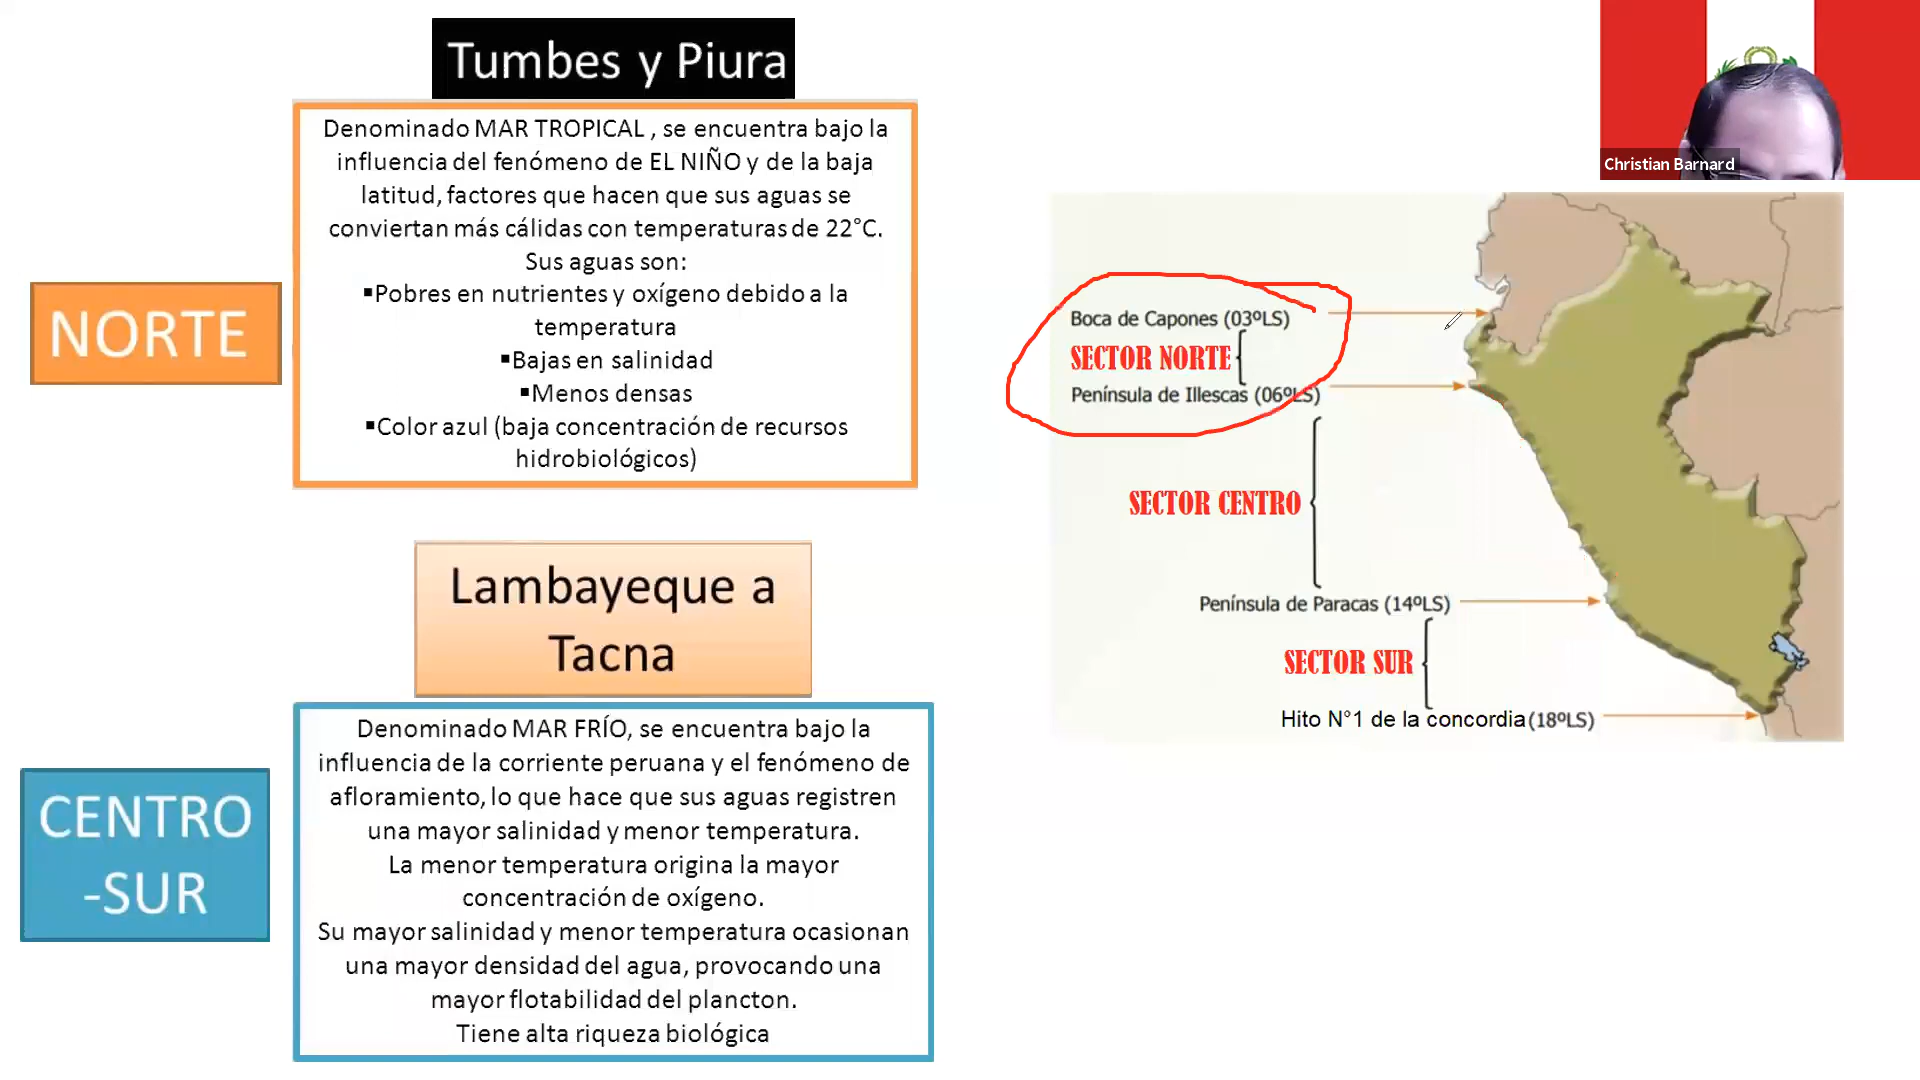 Tumbes y Piura
NORTE
Denominado MAR TROPICAL , se encuentra bajo la
influencia del fenómeno de EL NIÑO y de la baja
latitud, factores que hacen que sus aguas se
conviertan más cálidas con temperaturas de 22°C.
Sus aguas son:
▪Pobres en nutrientes y oxígeno debido a la
temperatura
▪Bajas en salinidad
▪Menos densas
▪Color azul (baja concentración de recursos
hidrobiológicos)
Lambayeque a
Tacna
CENTRO
-SUR
Denominado MAR FRÍO, se encuentra bajo la
influencia de la corriente peruana y el fenómeno de
afloramiento, lo que hace que sus aguas registren
una mayor salinidad y menor temperatura.
La menor temperatura origina la mayor
concentración de oxígeno.
Su mayor salinidad y menor temperatura ocasionan
una mayor densidad del agua, provocando una
mayor flotabilidad del plancton.
Tiene alta riqueza biológica
Christian Barnard
Boca de Capones (03ºLS)
SECTOR NORTE
Península de Illescas (06ºLS)
SECTOR CENTRO
Península de Paracas (14ºLS)
SECTOR SUR
Hito N°1 de la concordia (18ºLS)